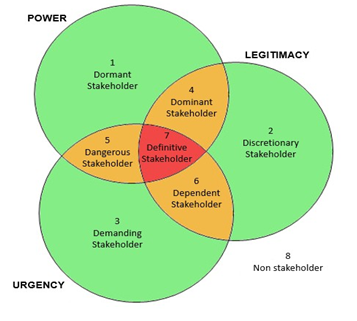 POWER
LEGITIMACY
1
Dormant
Stakeholder
4
Dominant
Stakeholder
2
Discretionary
Stakeholder
7
Definitive
Stakeholder
5
Dangerous
Stakeholder
6
Dependent
Stakeholder
3
Demanding
Stakeholder
8
Non stakeholder
URGENCY